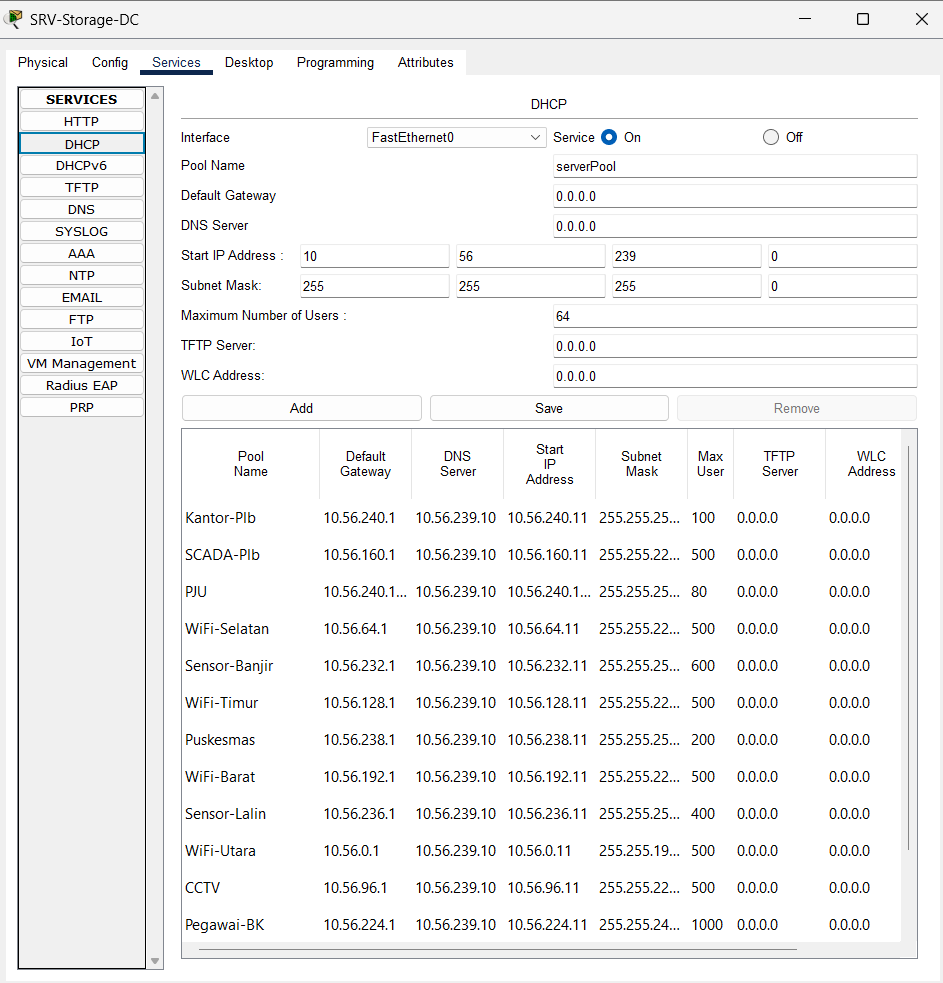 SRV-Storage-DC
Physical Config Services Desktop Programming Attributes
SERVICES
HTTP
DHCP
DHCPv6
TFTP
DNS
SYSLOG
AAA
NTP
EMAIL
FTP
IoT
VM Management
Radius EAP
PRP
DHCP
Interface FastEthernet0 Service On Off
Pool Name serverPool
Default Gateway 0.0.0.0
DNS Server 0.0.0.0
Start IP Address : 10 56 239 0
Subnet Mask: 255 255 255 0
Maximum Number of Users : 64
TFTP Server: 0.0.0.0
WLC Address: 0.0.0.0
Add Save Remove
Pool Name Default Gateway DNS Server Start IP Address Subnet Mask Max User TFTP Server WLC Address
Kantor-Plb 10.56.240.1 10.56.239.10 10.56.240.11 255.255.25... 100 0.0.0.0 0.0.0.0
SCADA-Plb 10.56.160.1 10.56.239.10 10.56.160.11 255.255.22... 500 0.0.0.0 0.0.0.0
PJU 10.56.240.1... 10.56.239.10 10.56.240.1... 255.255.25... 80 0.0.0.0 0.0.0.0
WiFi-Selatan 10.56.64.1 10.56.239.10 10.56.64.11 255.255.22... 500 0.0.0.0 0.0.0.0
Sensor-Banjir 10.56.232.1 10.56.239.10 10.56.232.11 255.255.25... 600 0.0.0.0 0.0.0.0
WiFi-Timur 10.56.128.1 10.56.239.10 10.56.128.11 255.255.22... 500 0.0.0.0 0.0.0.0
Puskesmas 10.56.238.1 10.56.239.10 10.56.238.11 255.255.25... 200 0.0.0.0 0.0.0.0
WiFi-Barat 10.56.192.1 10.56.239.10 10.56.192.11 255.255.22... 500 0.0.0.0 0.0.0.0
Sensor-Lalin 10.56.236.1 10.56.239.10 10.56.236.11 255.255.25... 400 0.0.0.0 0.0.0.0
WiFi-Utara 10.56.0.1 10.56.239.10 10.56.0.11 255.255.19... 500 0.0.0.0 0.0.0.0
CCTV 10.56.96.1 10.56.239.10 10.56.96.11 255.255.22... 500 0.0.0.0 0.0.0.0
Pegawai-BK 10.56.224.1 10.56.239.10 10.56.224.11 255.255.24... 1000 0.0.0.0 0.0.0.0